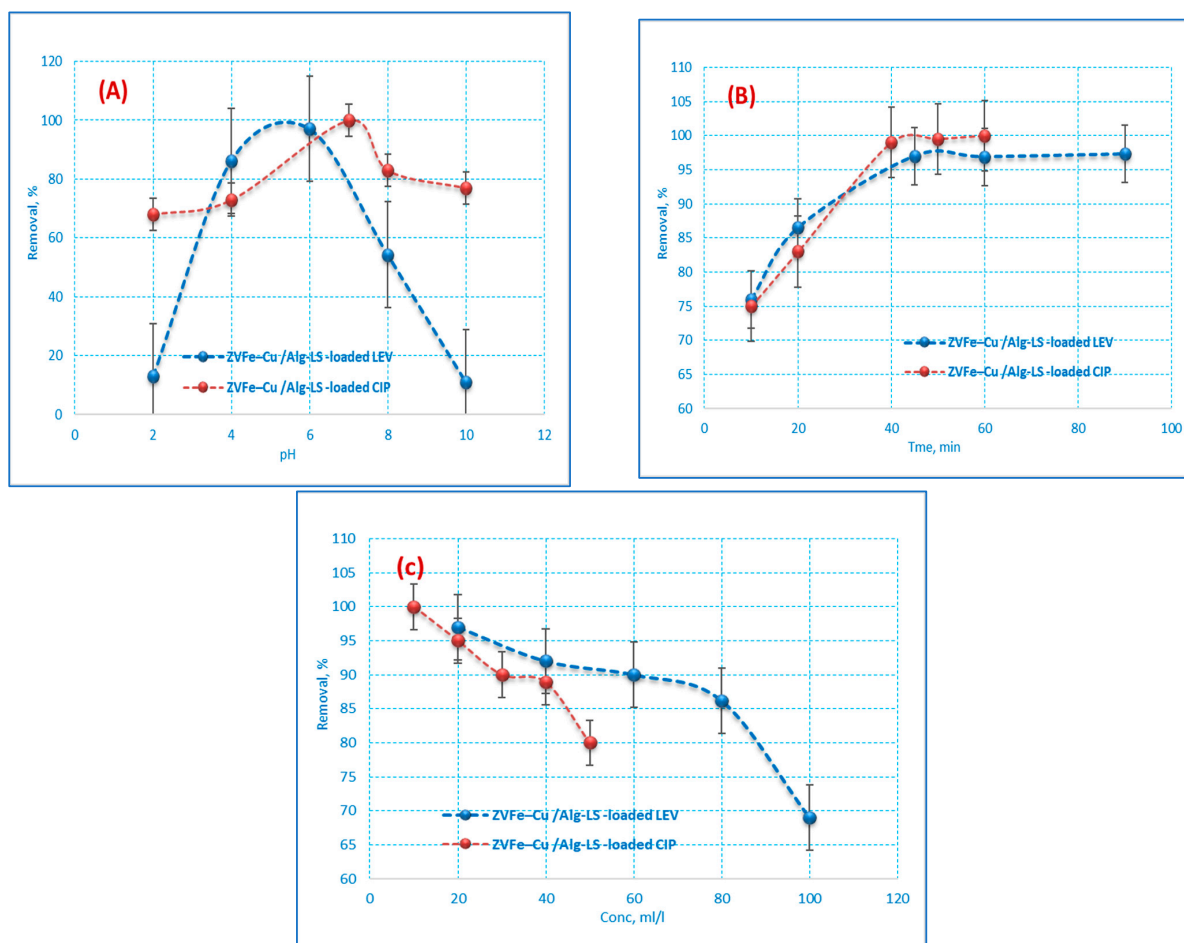 (A)
Removal, %
120
100
80
60
40
20
0
ZVFe–Cu /Alg-LS -loaded LEV
ZVFe–Cu /Alg-LS -loaded CIP
0 2 4 6 8 10 12
pH
(B)
Removal, %
110
105
100
95
90
85
80
75
70
65
60
ZVFe–Cu /Alg-LS -loaded LEV
ZVFe–Cu /Alg-LS -loaded CIP
0 20 40 60 80 100
Tme, min
(c)
Removal, %
110
105
100
95
90
85
80
75
70
65
60
ZVFe–Cu /Alg-LS -loaded LEV
ZVFe–Cu /Alg-LS -loaded CIP
0 20 40 60 80 100 120
Conc, ml/l